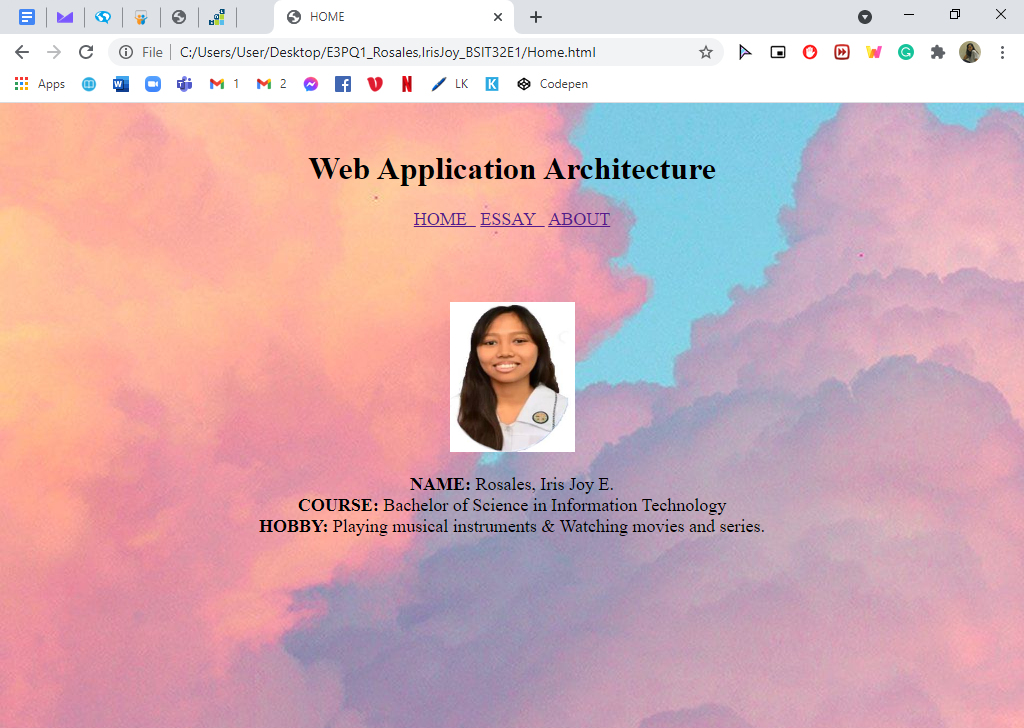 HOME
File
C:/Users/User/Desktop/E3PQ1_Rosales,IrisJoy_BSIT32E1/Home.html
Apps 1 2 LK Codepen
Web Application Architecture
HOME ESSAY ABOUT
NAME: Rosales, Iris Joy E.
COURSE: Bachelor of Science in Information Technology
HOBBY: Playing musical instruments & Watching movies and series.